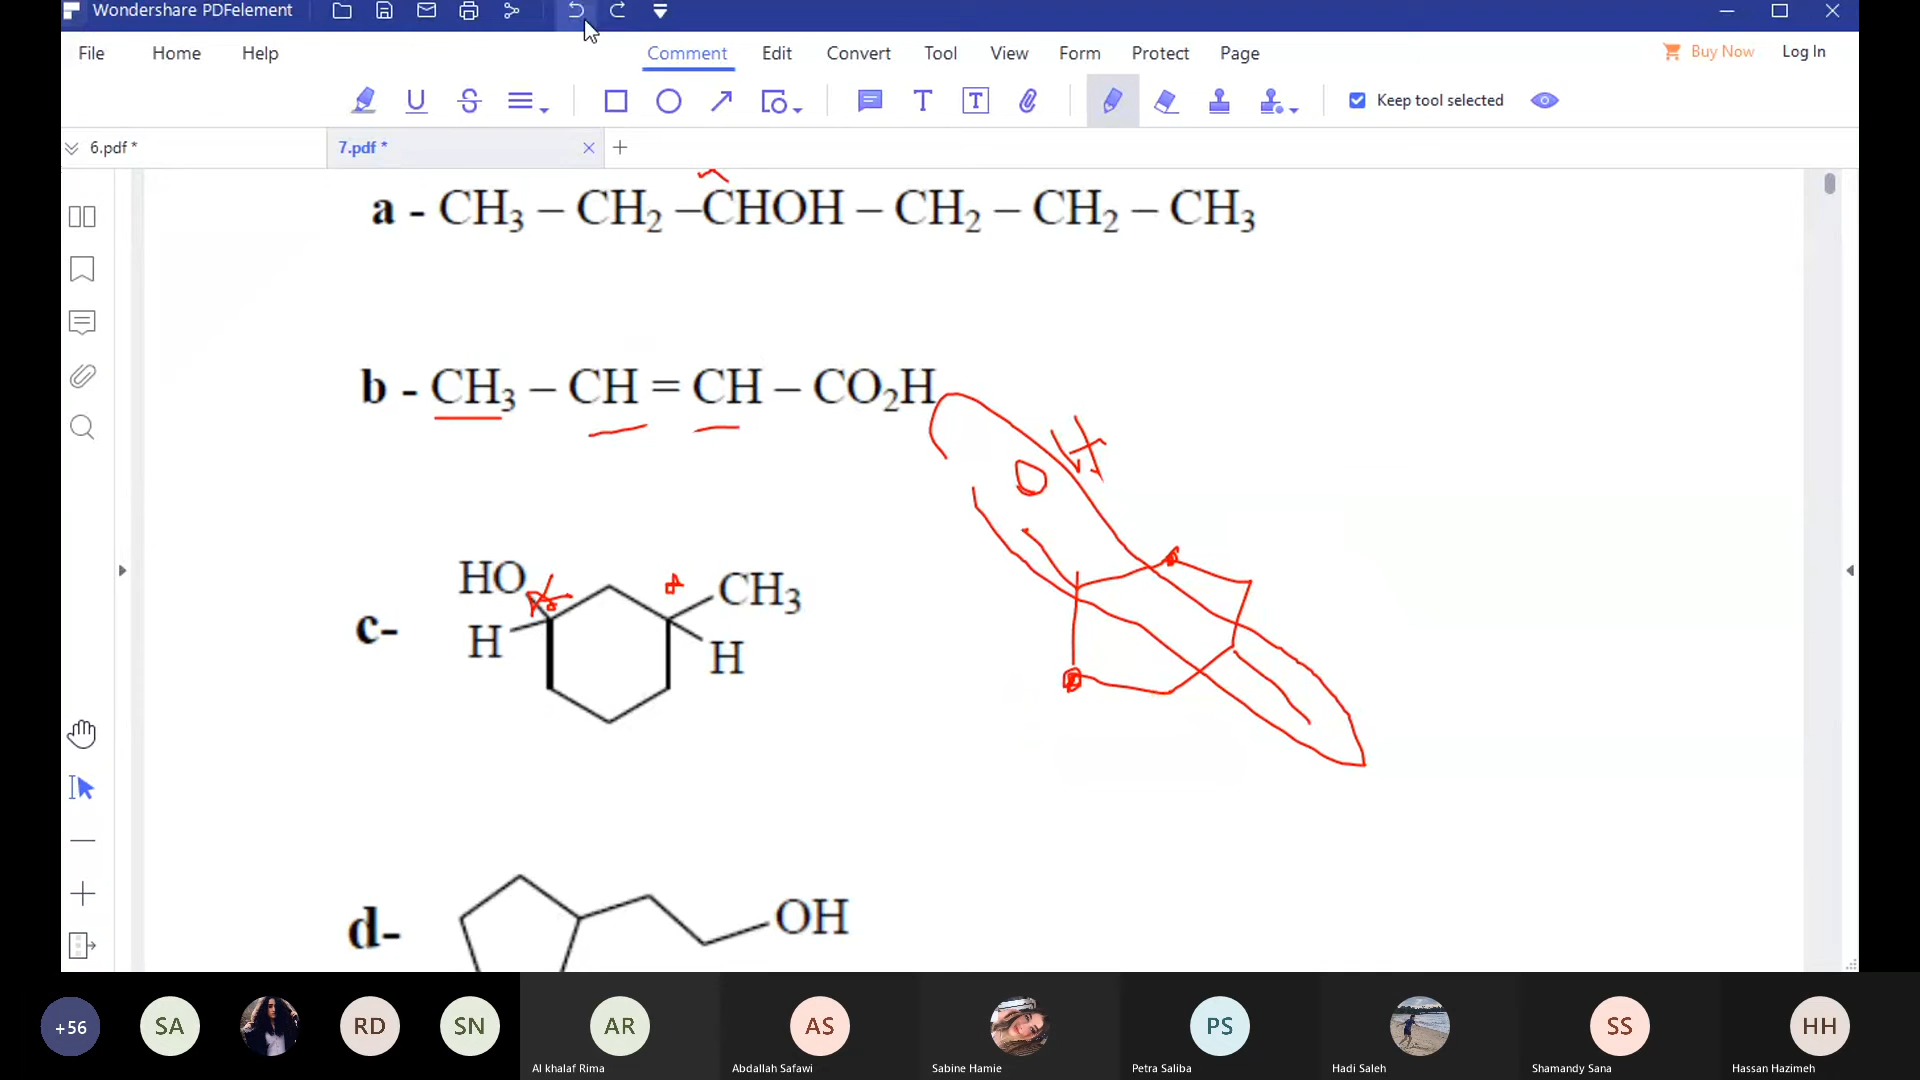 Wondershare PDFelement
File Home Help Comment Edit Convert Tool View Form Protect Page Buy Now Log In
Keep tool selected
6.pdf * 7.pdf *
a - CH₃ – CH₂ –CHOH – CH₂ – CH₂ – CH₃
b - CH₃ – CH = CH – CO₂H
H
O
HO
CH₃
c-
H
H
d-
OH
+56 SA RD SN AR AS PS SS HH
Al khalaf Rima Abdallah Safawi Sabine Hamie Petra Saliba Hadi Saleh Shamandy Sana Hassan Hazimeh